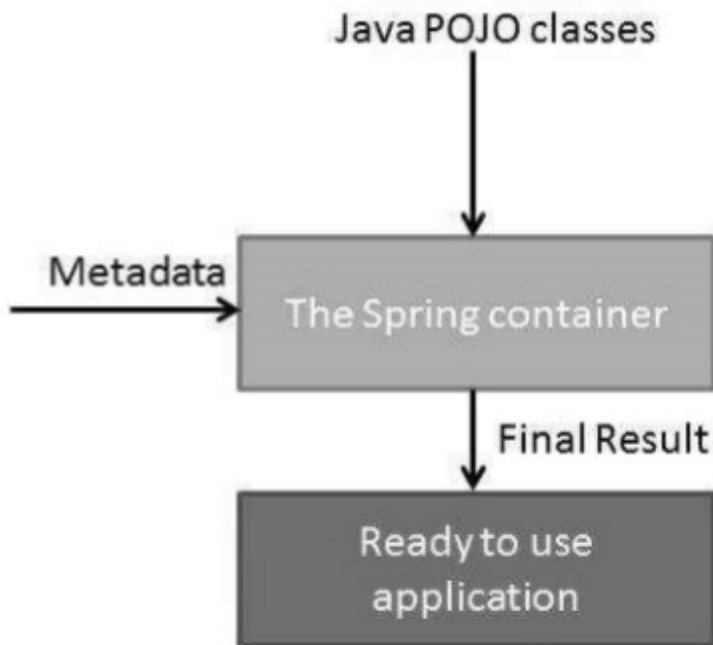 Java POJO classes
Metadata
The Spring container
Final Result
Ready to use
application